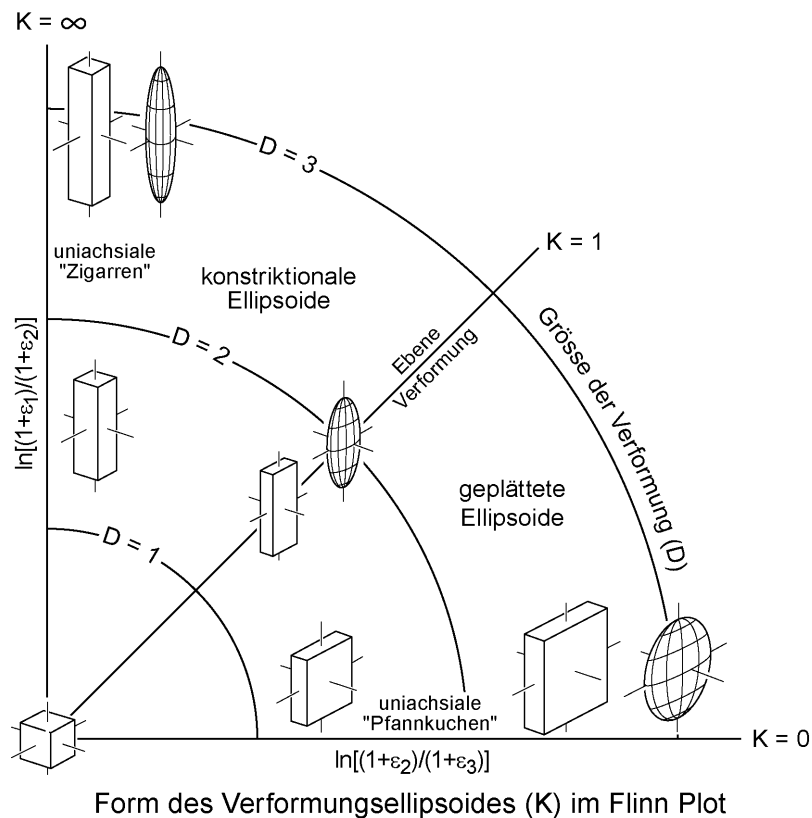 K = ∞
D = 3
K = 1
uniachsiale
"Zigarren"
konstriktionale
Ellipsoide
ln[(1+ε₁)/(1+ε₂)]
D = 2
Ebene
Verformung
Grösse der Verformung (D)
geplättete
Ellipsoide
D = 1
uniachsiale
"Pfannkuchen"
K = 0
ln[(1+ε₂)/(1+ε₃)]
Form des Verformungsellipsoides (K) im Flinn Plot